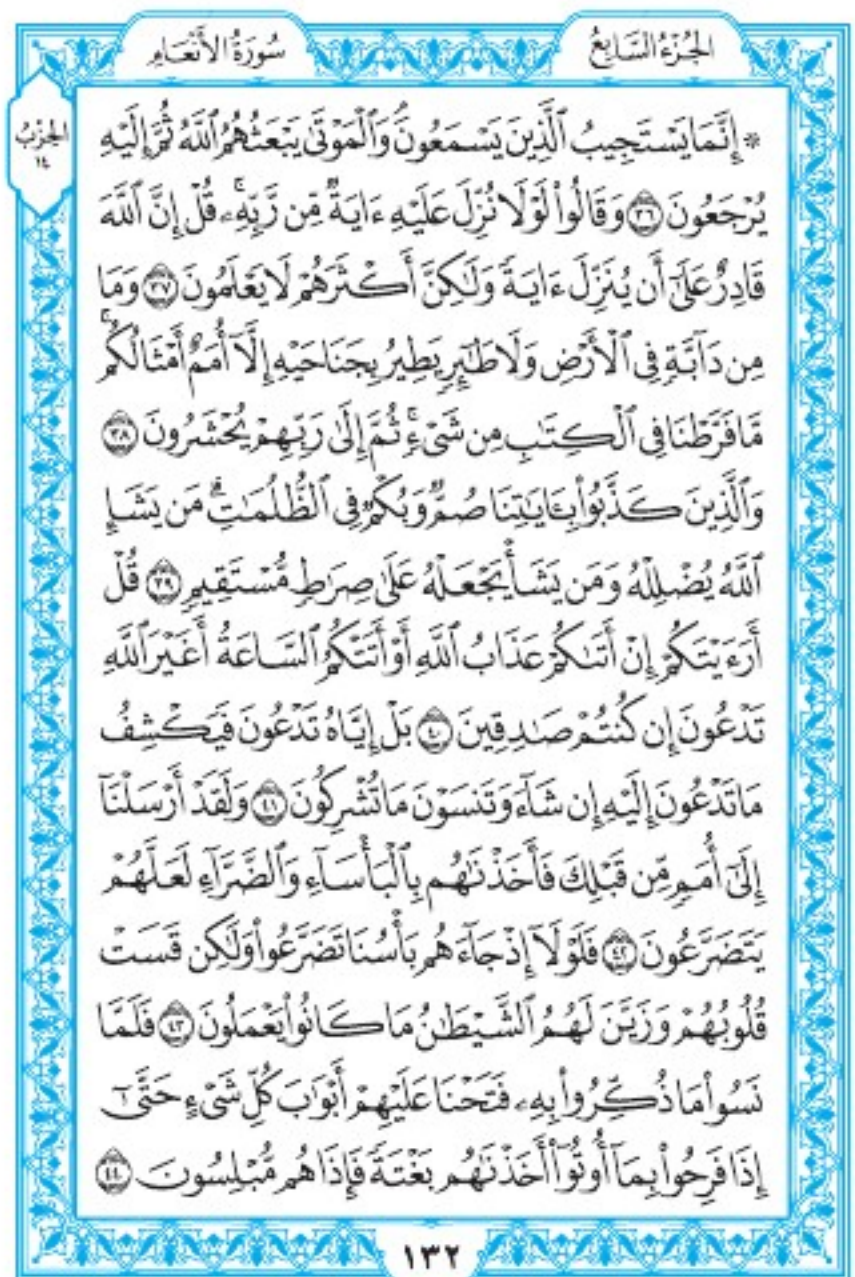 الجُزْءُ السَّابِعُ
سُورَةُ الأَنْعَامِ
الحِزْبُ
١٤
۞ إِنَّمَا يَسْتَجِيبُ ٱلَّذِينَ يَسْمَعُونَۘ وَٱلْمَوْتَىٰ يَبْعَثُهُمُ ٱللَّهُ ثُمَّ إِلَيْهِ
يُرْجَعُونَ ٣٦ وَقَالُوا۟ لَوْلَا نُزِّلَ عَلَيْهِ ءَايَةٌ مِّن رَّبِّهِۦۚ قُلْ إِنَّ ٱللَّهَ
قَادِرٌ عَلَىٰٓ أَن يُنَزِّلَ ءَايَةً وَلَٰكِنَّ أَكْثَرَهُمْ لَا يَعْلَمُونَ ٣٧ وَمَا
مِن دَآبَّةٍ فِى ٱلْأَرْضِ وَلَا طَٰٓئِرٍ يَطِيرُ بِجَنَاحَيْهِ إِلَّآ أُمَمٌ أَمْثَالُكُمۚ
مَّا فَرَّطْنَا فِى ٱلْكِتَٰبِ مِن شَىْءٍۚ ثُمَّ إِلَىٰ رَبِّهِمْ يُحْشَرُونَ ٣٨
وَٱلَّذِينَ كَذَّبُوا۟ بِـَٔايَٰتِنَا صُمٌّ وَبُكْمٌ فِى ٱلظُّلُمَٰتِۗ مَن يَشَإِ
ٱللَّهُ يُضْلِلْهُ وَمَن يَشَأْ يَجْعَلْهُ عَلَىٰ صِرَٰطٍ مُّسْتَقِيمٍ ٣٩ قُلْ
أَرَءَيْتَكُمْ إِنْ أَتَىٰكُمْ عَذَابُ ٱللَّهِ أَوْ أَتَتْكُمُ ٱلسَّاعَةُ أَغَيْرَ ٱللَّهِ
تَدْعُونَ إِن كُنتُمْ صَٰدِقِينَ ٤٠ بَلْ إِيَّاهُ تَدْعُونَ فَيَكْشِفُ
مَا تَدْعُونَ إِلَيْهِ إِن شَآءَ وَتَنسَوْنَ مَا تُشْرِكُونَ ٤١ وَلَقَدْ أَرْسَلْنَآ
إِلَىٰٓ أُمَمٍ مِّن قَبْلِكَ فَأَخَذْنَٰهُم بِٱلْبَأْسَآءِ وَٱلضَّرَّآءِ لَعَلَّهُمْ
يَتَضَرَّعُونَ ٤٢ فَلَوْلَآ إِذْ جَآءَهُم بَأْسُنَا تَضَرَّعُوا۟ وَلَٰكِن قَسَتْ
قُلُوبُهُمْ وَزَيَّنَ لَهُمُ ٱلشَّيْطَٰنُ مَا كَانُوا۟ يَعْمَلُونَ ٤٣ فَلَمَّا
نَسُوا۟ مَا ذُكِّرُوا۟ بِهِۦ فَتَحْنَا عَلَيْهِمْ أَبْوَٰبَ كُلِّ شَىْءٍ حَتَّىٰٓ
إِذَا فَرِحُوا۟ بِمَآ أُوتُوٓا۟ أَخَذْنَٰهُم بَغْتَةً فَإِذَا هُم مُّبْلِسُونَ ٤٤
١٣٢